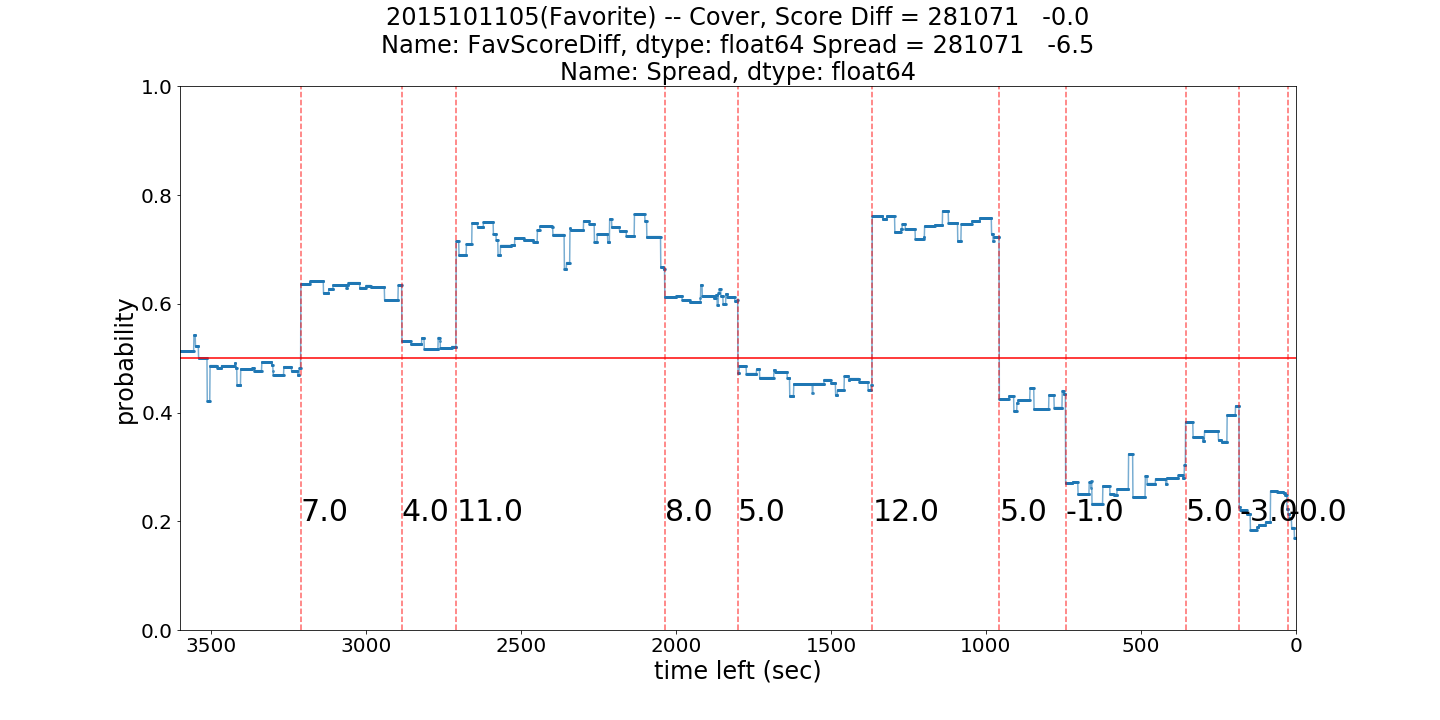 2015101105(Favorite) -- Cover, Score Diff = 281071   -0.0
Name: FavScoreDiff, dtype: float64 Spread = 281071   -6.5
Name: Spread, dtype: float64
1.0
0.8
0.6
0.4
0.2
0.0
probability
7.0 4.0 11.0 8.0 5.0 12.0 5.0 -1.0 5.0 -3.0 -0.0
3500 3000 2500 2000 1500 1000 500 0
time left (sec)